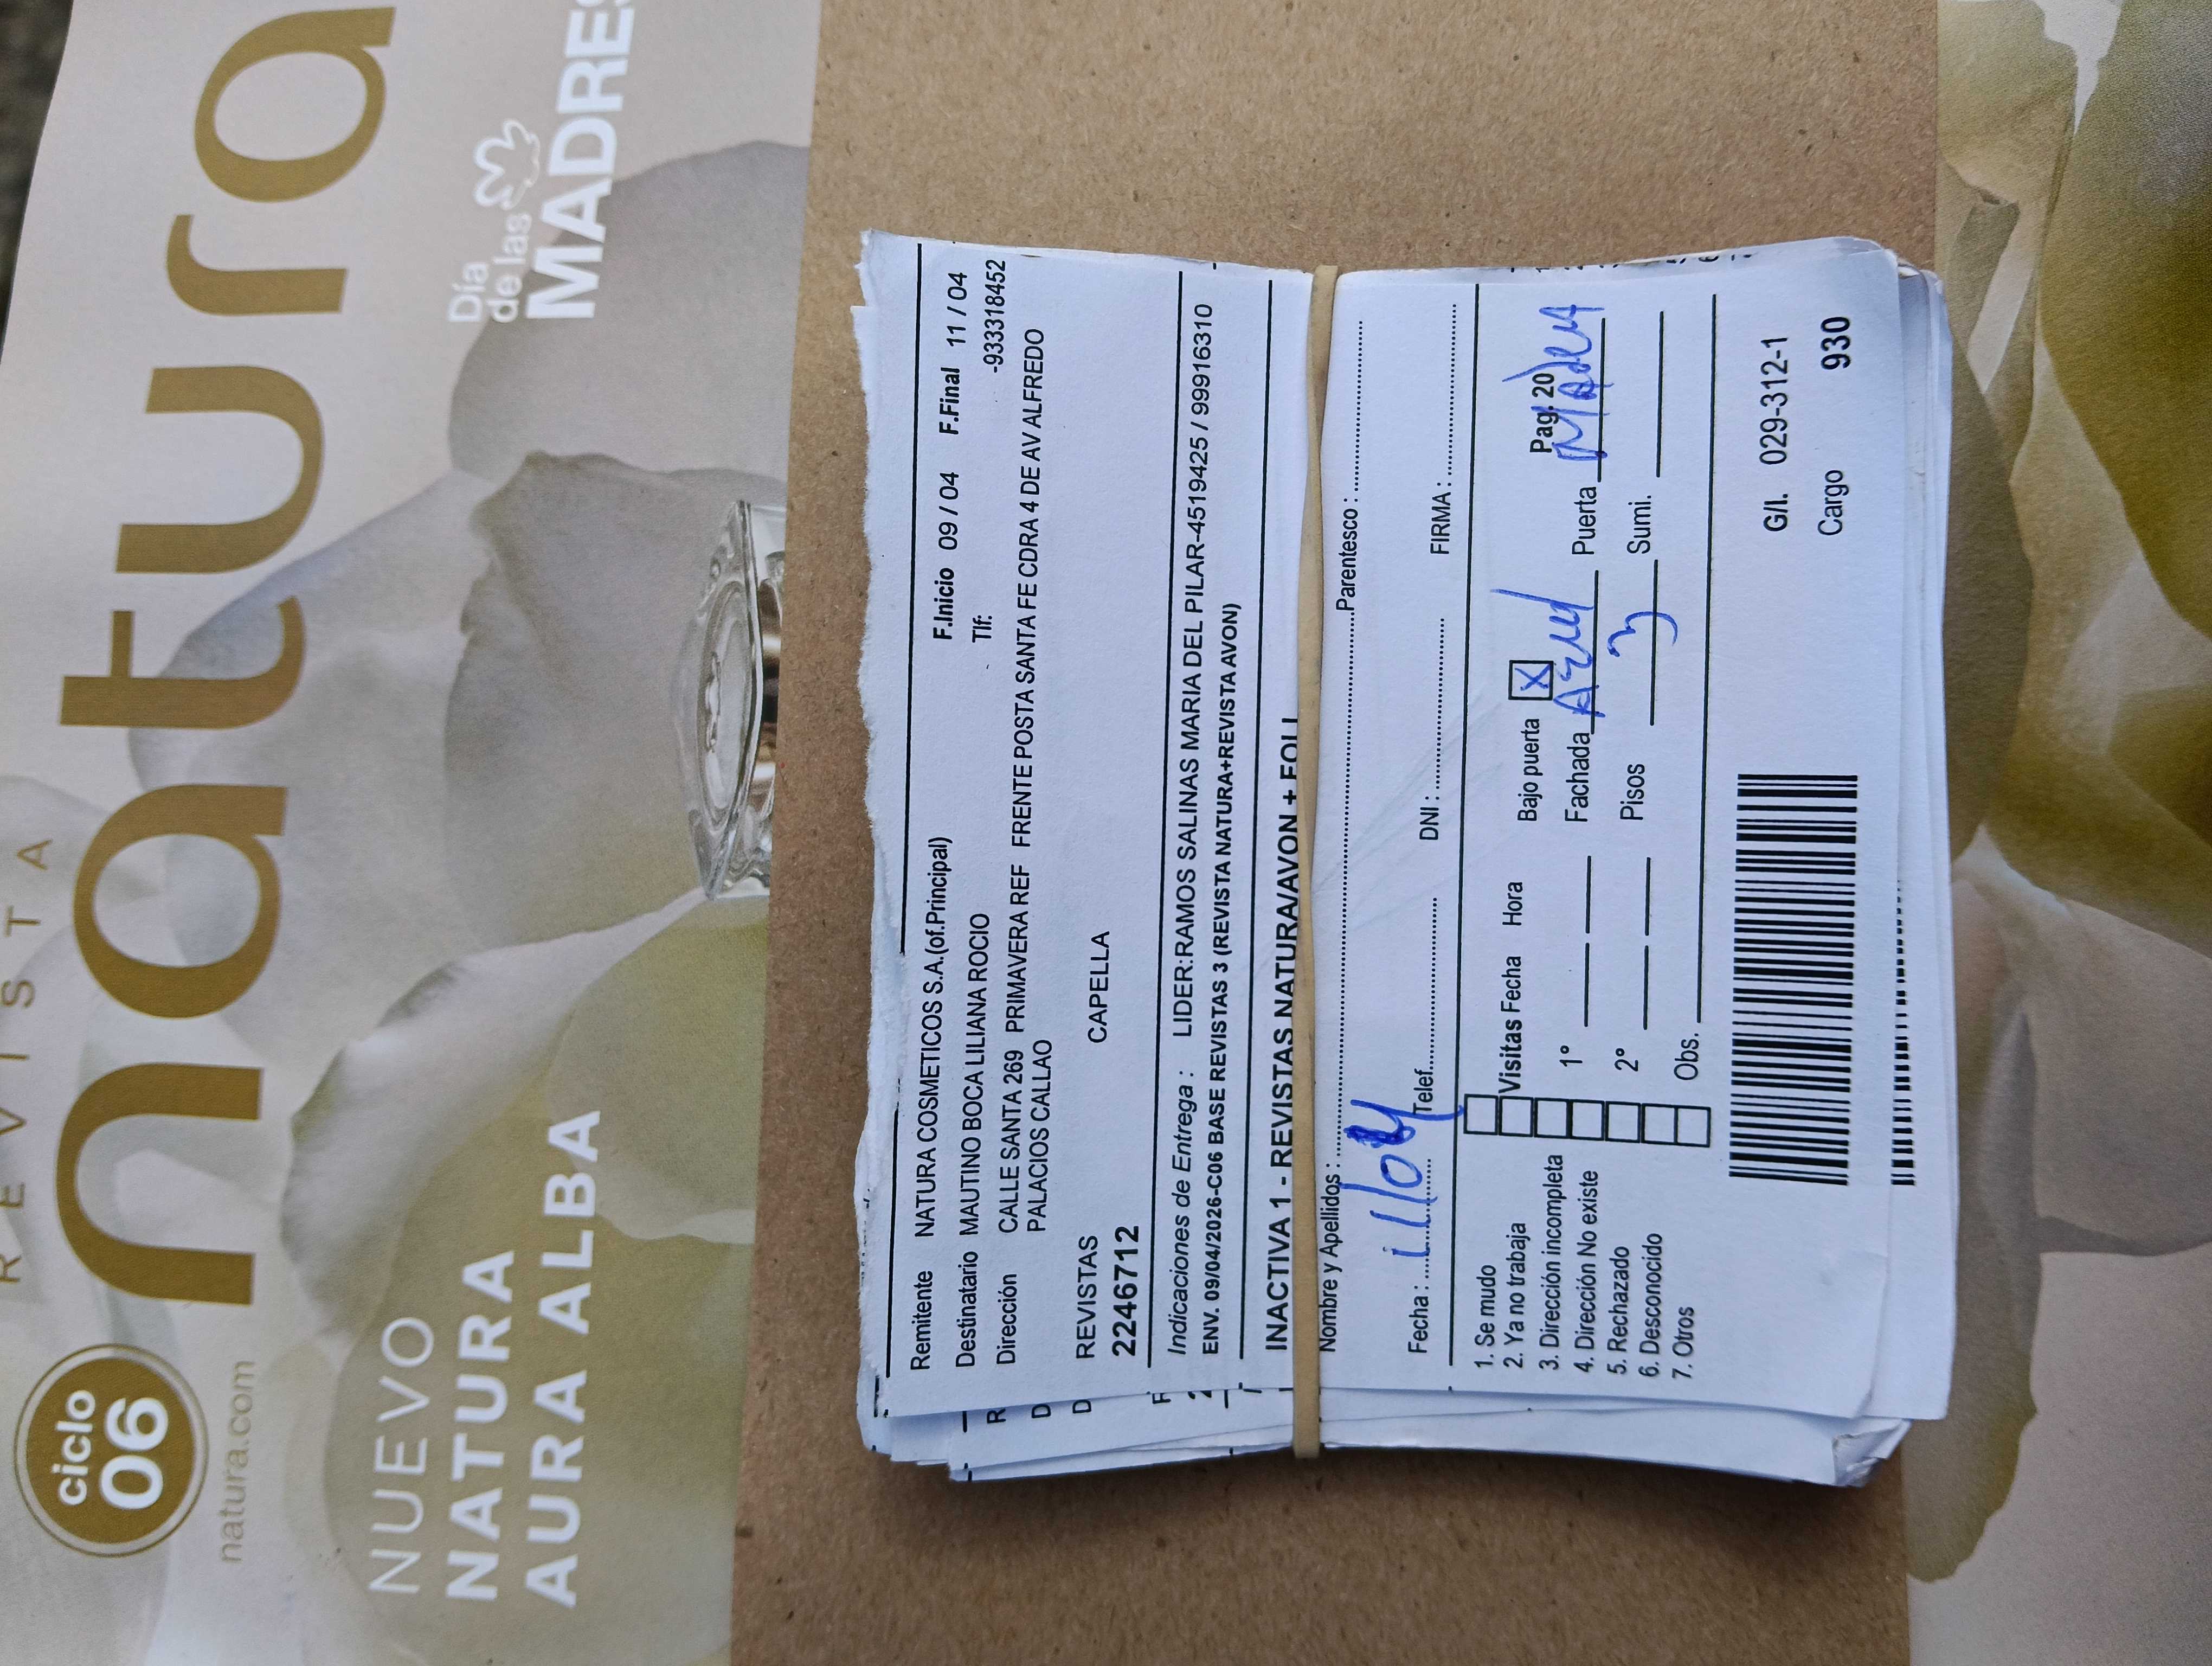 REVISTA
natura
ciclo
06
natura.com
Día
de las
MADRES
NUEVO
NATURA
AURA ALBA
Remitente NATURA COSMETICOS S.A.(of.Principal) F.Inicio 09 / 04 F.Final 11 / 04
Destinatario MAUTINO BOCA LILIANA ROCIO Tlf: -933318452
Dirección CALLE SANTA 269 PRIMAVERA REF FRENTE POSTA SANTA FE CDRA 4 DE AV ALFREDO
PALACIOS CALLAO
REVISTAS CAPELLA
22446712
Indicaciones de Entrega : LIDER:RAMOS SALINAS MARIA DEL PILAR-4519425 / 99916310
ENV. 09/04/2026-C06 BASE REVISTAS 3 (REVISTA NATURA+REVISTA AVON)
INACTIVA 1 - REVISTAS NATURA/AVON + FOLI
Nombre y Apellidos : Parentesco :
Fecha : 11/04 Telef. DNI : FIRMA :
1. Se mudo
2. Ya no trabaja
3. Dirección incompleta
4. Dirección No existe
5. Rechazado
6. Desconocido
7. Otros
Visitas Fecha Hora Bajo puerta X Pag. 20
1° Fachada Azul Puerta Madera
2° Pisos 3 Sumi.
Obs.
G/I. 029-312-1
Cargo 930